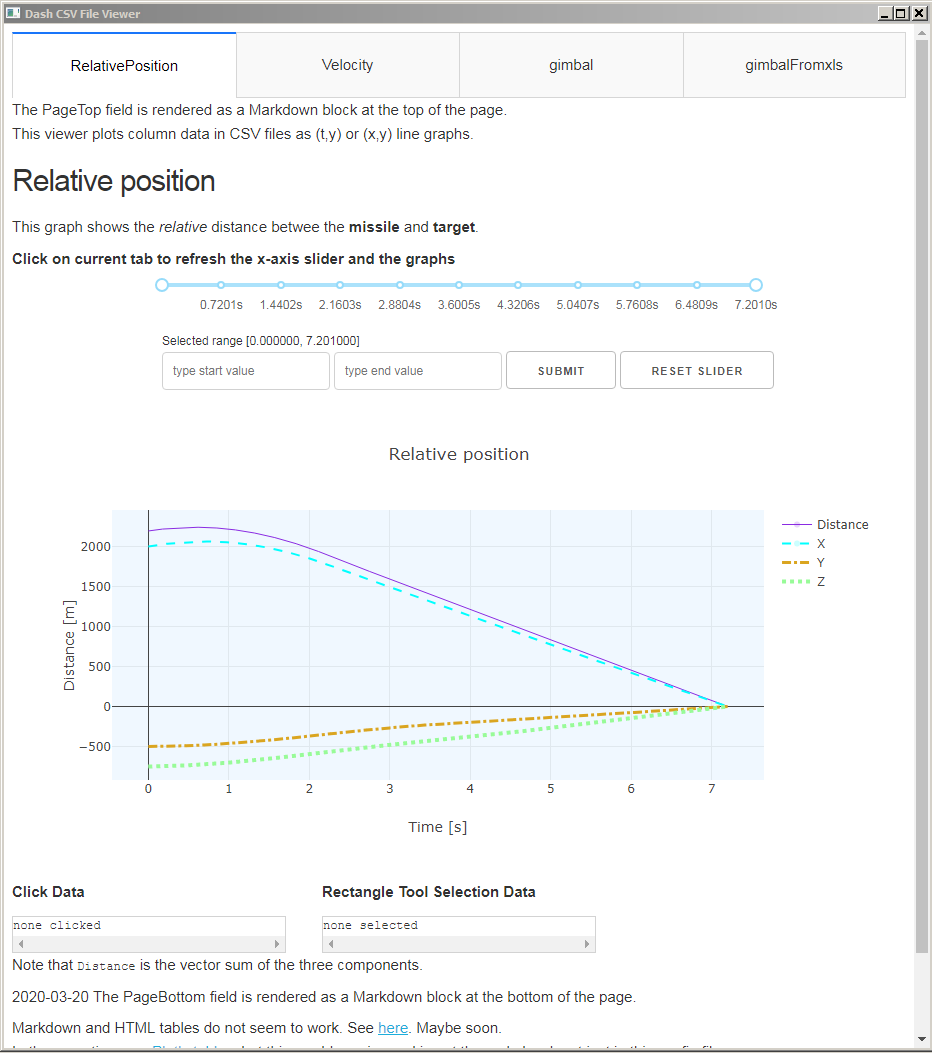 Dash CSV File Viewer
RelativePosition
Velocity
gimbal
gimbalFromxls
The PageTop field is rendered as a Markdown block at the top of the page.
This viewer plots column data in CSV files as (t,y) or (x,y) line graphs.
Relative position
This graph shows the relative distance betwee the missile and target.
Click on current tab to refresh the x-axis slider and the graphs
0.7201s 1.4402s 2.1603s 2.8804s 3.6005s 4.3206s 5.0407s 5.7608s 6.4809s 7.2010s
Selected range [0.000000, 7.201000]
type start value
type end value
SUBMIT
RESET SLIDER
Relative position
Distance
X
Y
Z
2000
1500
1000
500
0
−500
Distance [m]
0 1 2 3 4 5 6 7
Time [s]
Click Data
Rectangle Tool Selection Data
none clicked
none selected
Note that Distance is the vector sum of the three components.
2020-03-20 The PageBottom field is rendered as a Markdown block at the bottom of the page.
Markdown and HTML tables do not seem to work. See here. Maybe soon.